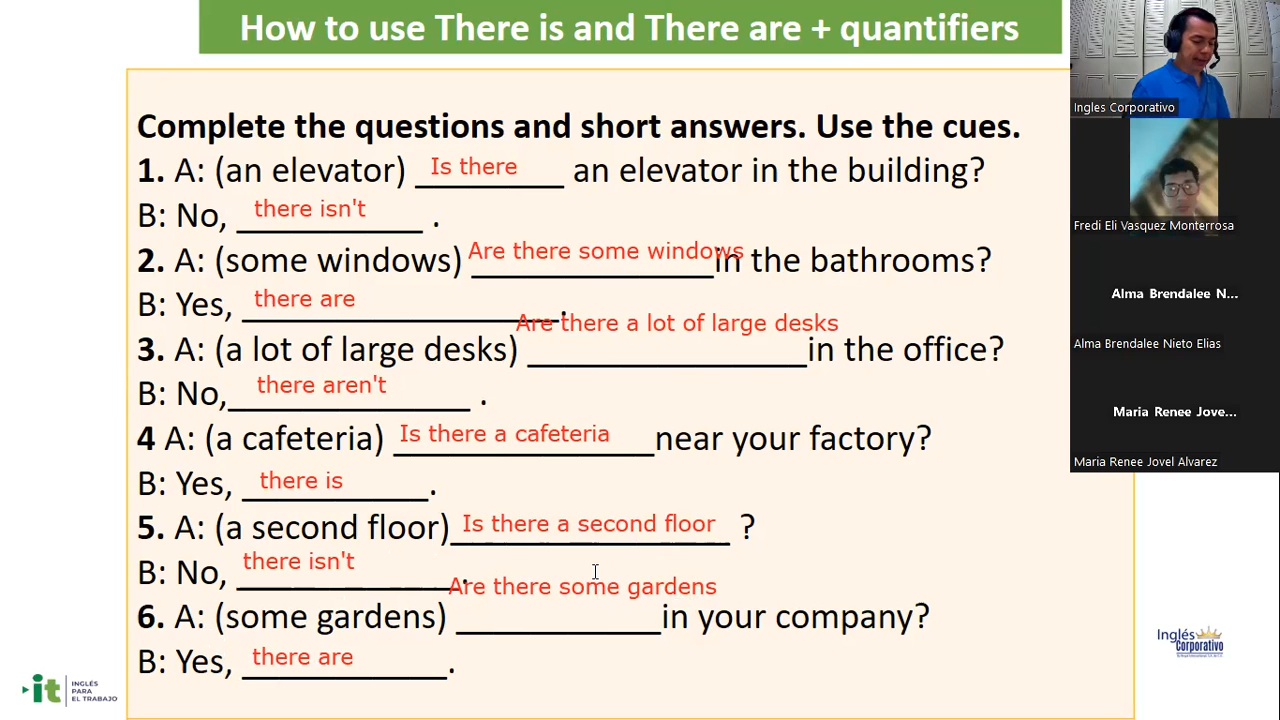 How to use There is and There are + quantifiers
Complete the questions and short answers. Use the cues.
1. A: (an elevator) Is there an elevator in the building?
B: No, there isn't .
2. A: (some windows) Are there some windows in the bathrooms?
B: Yes, there are.
3. A: (a lot of large desks) Are there a lot of large desks in the office?
B: No, there aren't .
4 A: (a cafeteria) Is there a cafeteria near your factory?
B: Yes, there is.
5. A: (a second floor) Is there a second floor ?
B: No, there isn't.
6. A: (some gardens) Are there some gardens in your company?
B: Yes, there are.
Ingles Corporativo
Fredi Eli Vasquez Monterrosa
Alma Brendalee N...
Alma Brendalee Nieto Elias
Maria Renee Jove...
Maria Renee Jovel Alvarez
it
INGLÉS
PARA
EL TRABAJO
Inglés
Corporativo